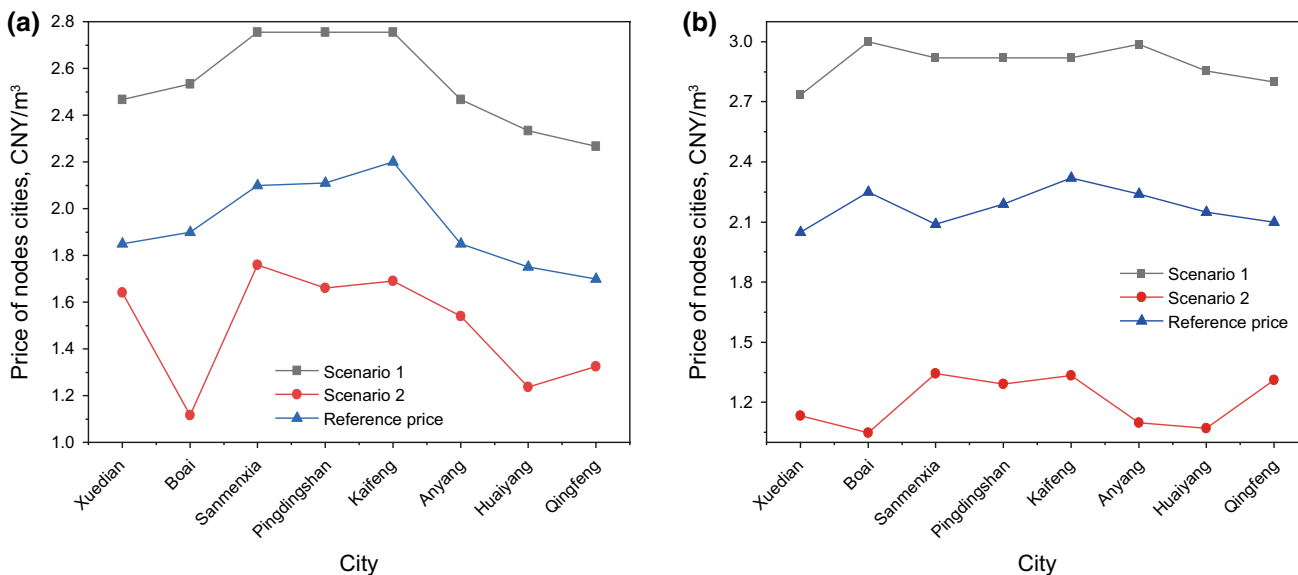 (a)
Price of nodes cities, CNY/m³
2.8
2.6
2.4
2.2
2.0
1.8
1.6
1.4
1.2
1.0
Scenario 1
Scenario 2
Reference price
Xuedian
Boai
Sanmenxia
Pingdingshan
Kaifeng
Anyang
Huaiyang
Qingfeng
City
(b)
Price of nodes cities, CNY/m³
3.0
2.7
2.4
2.1
1.8
1.5
1.2
Scenario 1
Scenario 2
Reference price
Xuedian
Boai
Sanmenxia
Pingdingshan
Kaifeng
Anyang
Huaiyang
Qingfeng
City